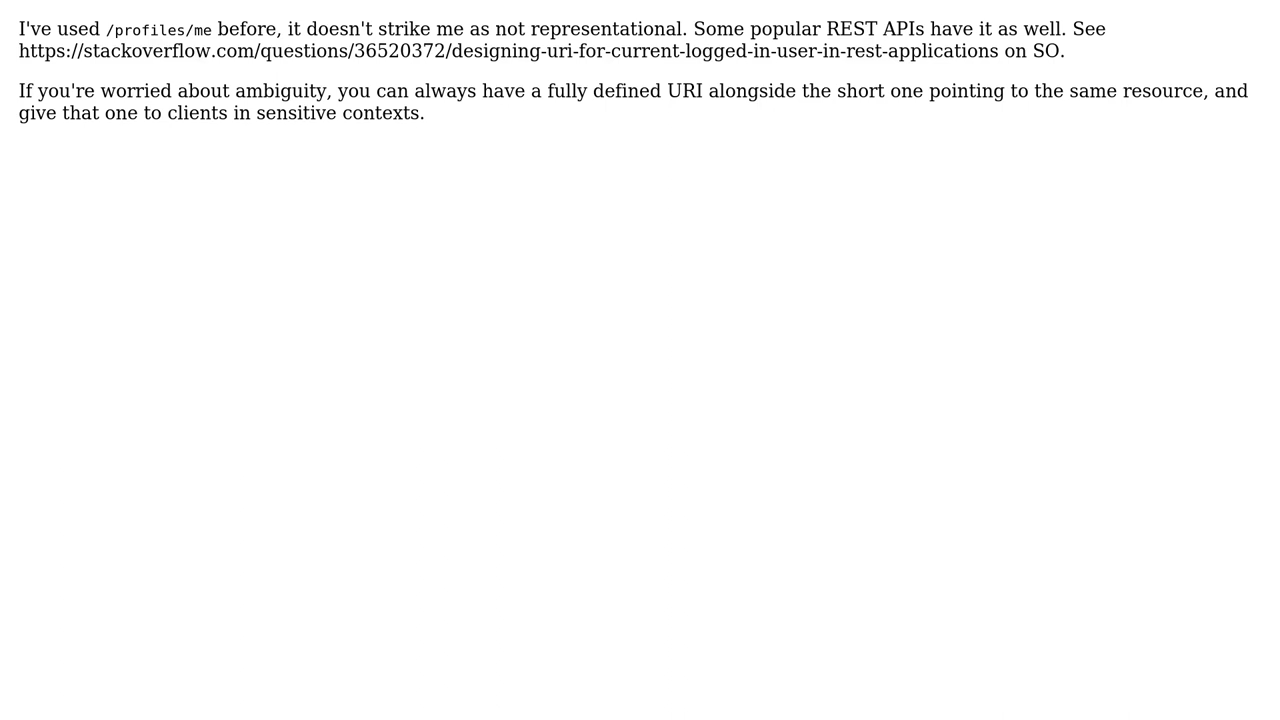 I've used /profiles/me before, it doesn't strike me as not representational. Some popular REST APIs have it as well. See
https://stackoverflow.com/questions/36520372/designing-uri-for-current-logged-in-user-in-rest-applications on SO.
If you're worried about ambiguity, you can always have a fully defined URI alongside the short one pointing to the same resource, and
give that one to clients in sensitive contexts.